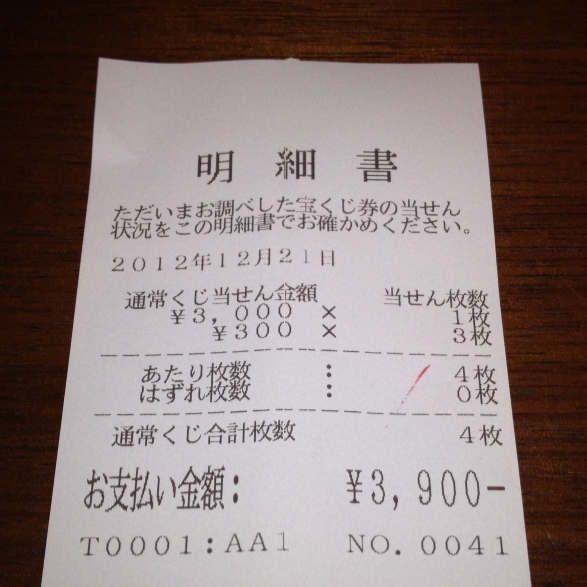 明細書
ただいまお調べした宝くじ券の当せん
状況をこの明細書でお確かめください。
2012年12月21日
通常くじ当せん金額 当せん枚数
¥3,000 × 1枚
¥300 × 3枚
あたり枚数 : 4枚
はずれ枚数 : 0枚
通常くじ合計枚数 4枚
お支払い金額: ¥3,900-
T0001:AA1 NO.0041